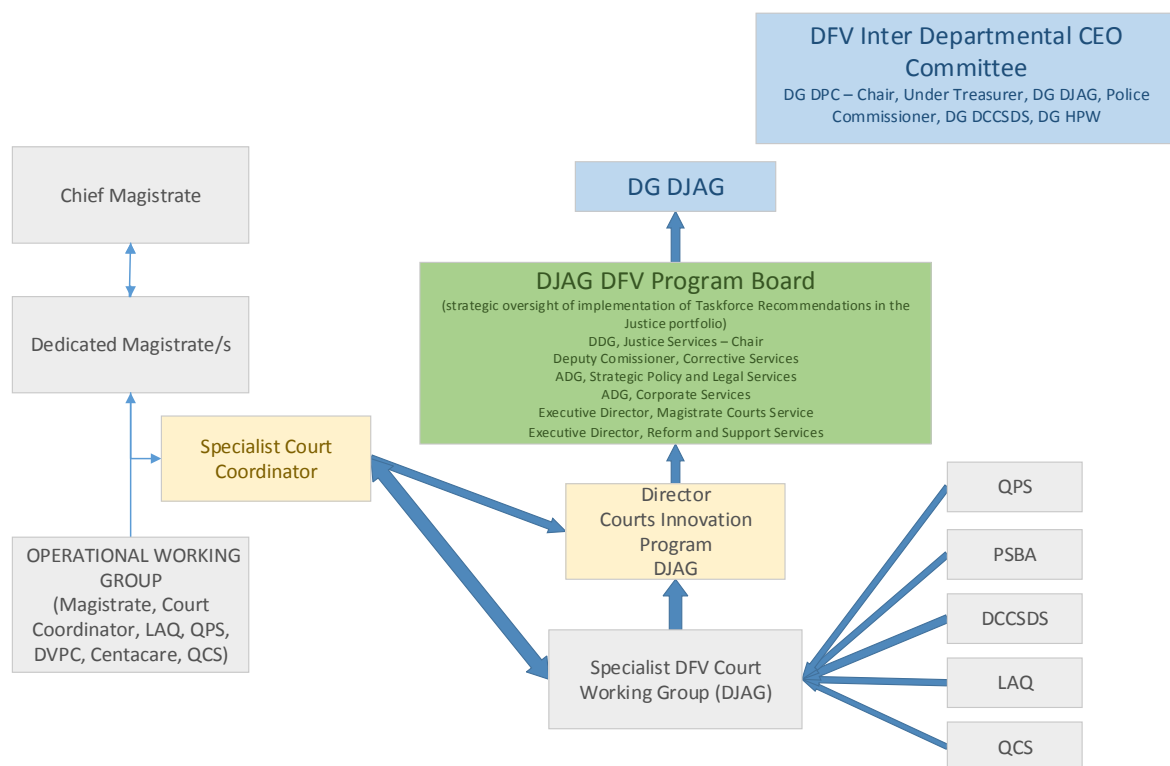 DFV Inter Departmental CEO
Committee
DG DPC – Chair, Under Treasurer, DG DJAG, Police
Commissioner, DG DCCSDS, DG HPW
Chief Magistrate
DG DJAG
DJAG DFV Program Board
(strategic oversight of implementation of Taskforce Recommendations in the
Justice portfolio)
DDG, Justice Services – Chair
Deputy Comissioner, Corrective Services
ADG, Strategic Policy and Legal Services
ADG, Corporate Services
Executive Director, Magistrate Courts Service
Executive Director, Reform and Support Services
Dedicated Magistrate/s
Specialist Court
Coordinator
Director
Courts Innovation
Program
DJAG
OPERATIONAL WORKING
GROUP
(Magistrate, Court
Coordinator, LAQ, QPS,
DVPC, Centacare, QCS)
Specialist DFV Court
Working Group (DJAG)
QPS
PSBA
DCCSDS
LAQ
QCS